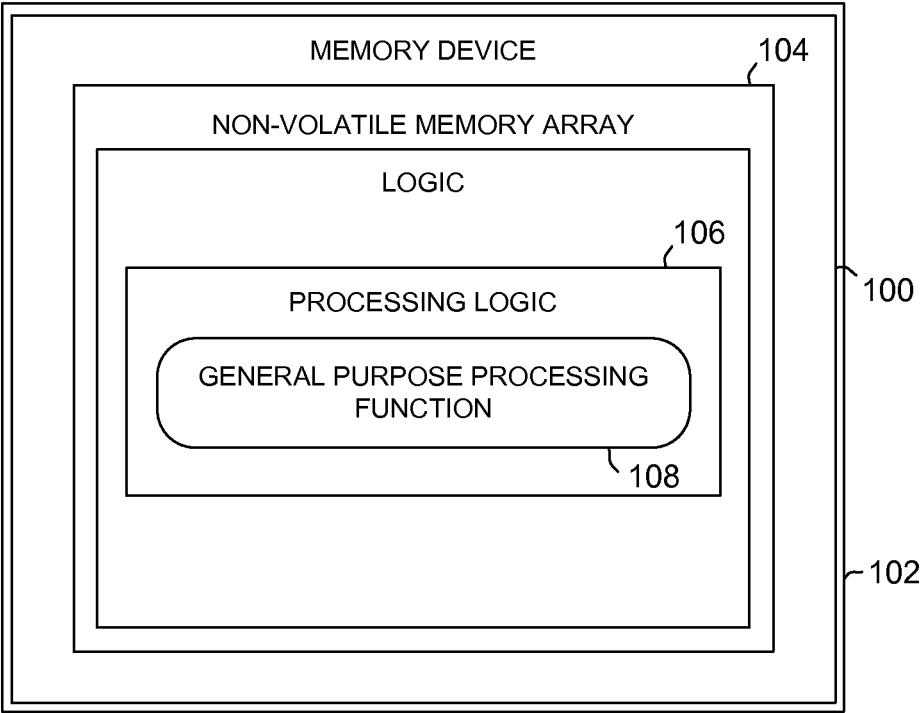 MEMORY DEVICE
104
NON-VOLATILE MEMORY ARRAY
LOGIC
106
PROCESSING LOGIC
100
GENERAL PURPOSE PROCESSING
FUNCTION
108
102